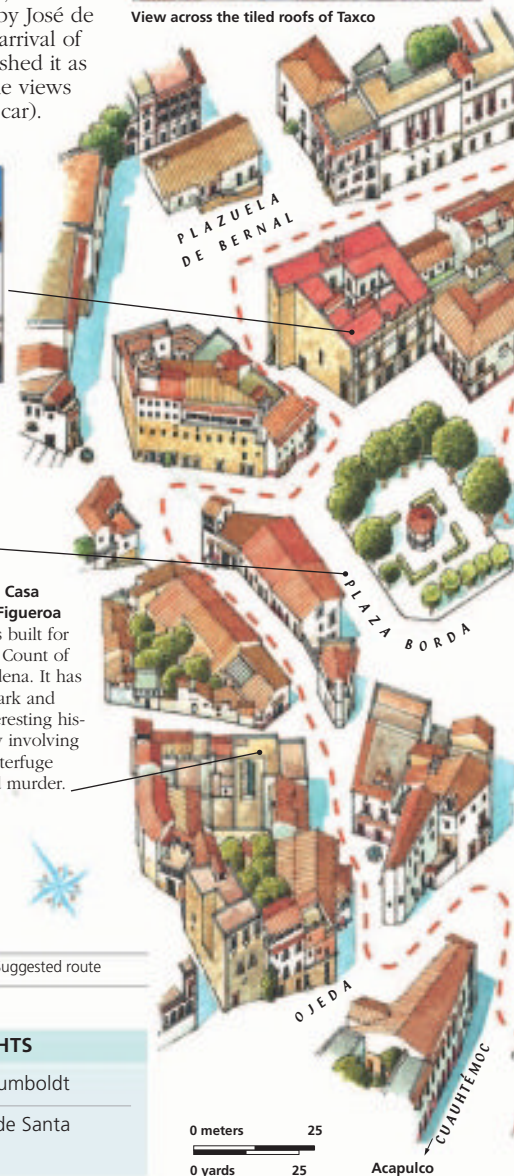 by José de
arrival of
shed it as
e views
car).
View across the tiled roofs of Taxco
PLAZUELA
DE BERNAL
PLAZA BORDA
Casa
Figueroa
s built for
Count of
dena. It has
ark and
eresting his-
y involving
terfuge
d murder.
Suggested route
HTS
umboldt
de Santa
OJEDA
CUAUHTÉMOC
0 meters 25
0 yards 25
Acapulco